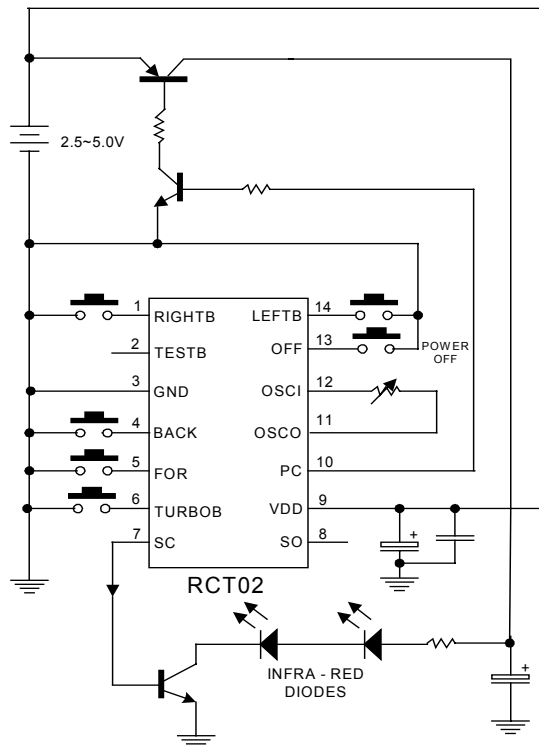 2.5~5.0V
1 RIGHTB LEFTB 14
2 TESTB OFF 13
POWER
OFF
3 GND OSCI 12
4 BACK OSCO 11
5 FOR PC 10
6 TURBOB VDD 9
7 SC SO 8
+
RCT02
INFRA - RED
DIODES
+